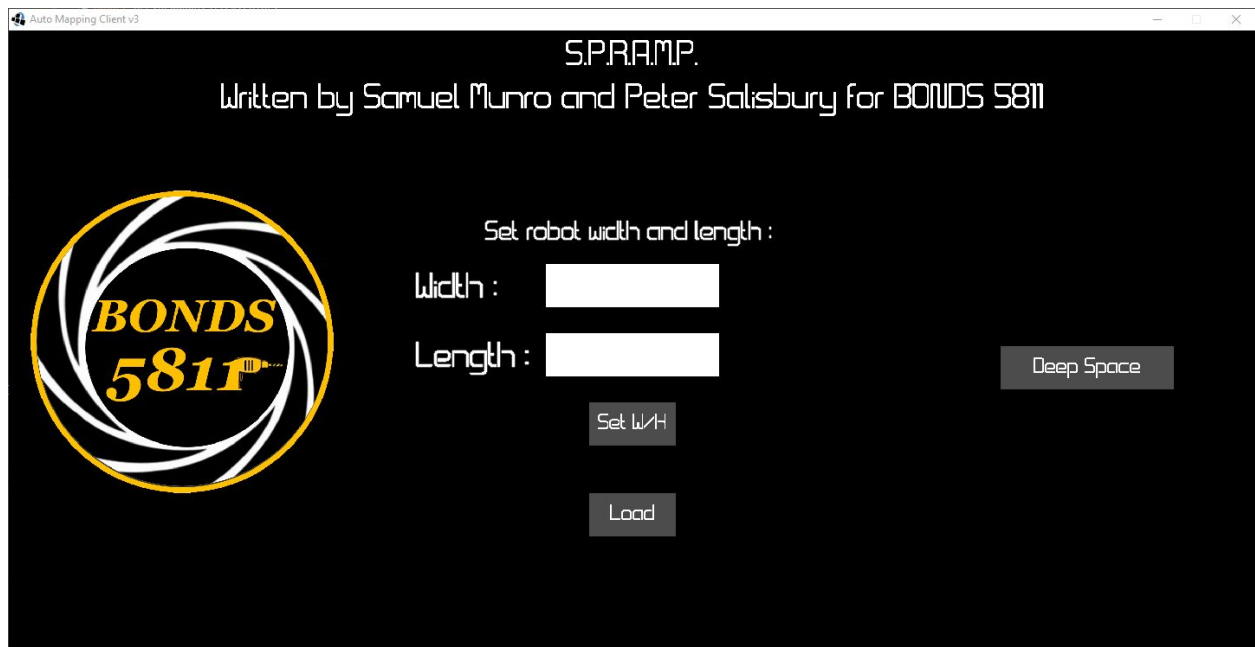 Auto Mapping Client v3
S.P.R.A.M.P.
Written by Samuel Munro and Peter Salisbury for BONDS 5811
BONDS
5811
Set robot width and length :
Width :
Length :
Set W/H
Load
Deep Space